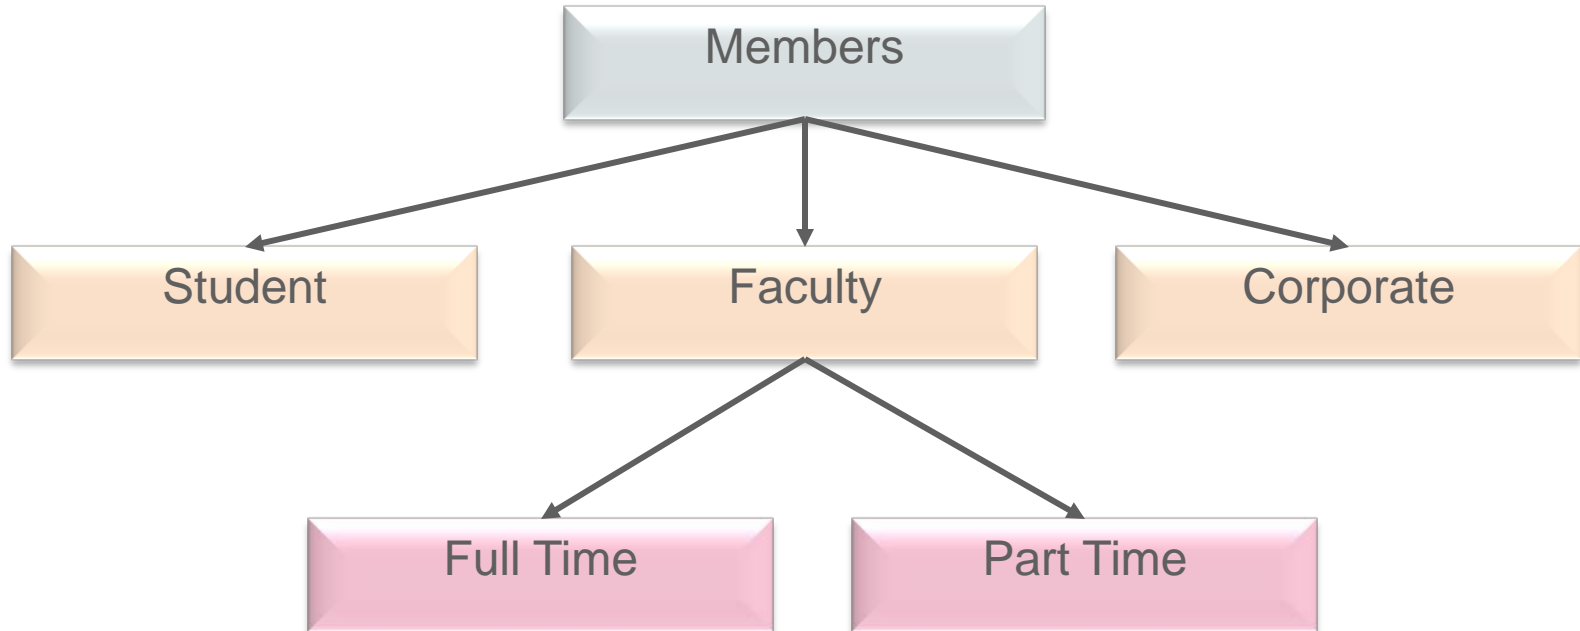 Members
Student
Faculty
Corporate
Full Time
Part Time